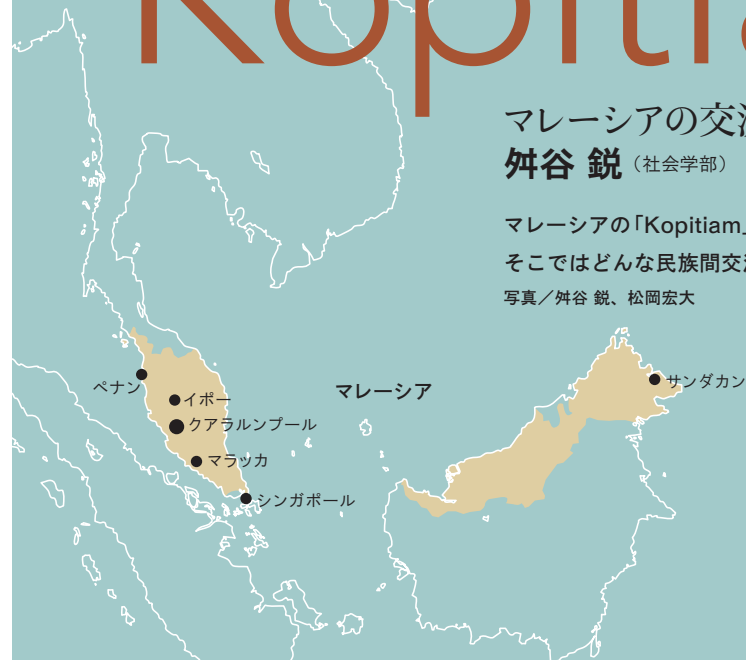 Kopitia
マレーシアの交流
舛谷 鋭（社会学部）
マレーシアの「Kopitiam」
そこではどんな民族間交流
写真／舛谷 鋭、松岡宏大
ペナン
イポー
マレーシア
サンダカン
クアラルンプール
マラッカ
シンガポール